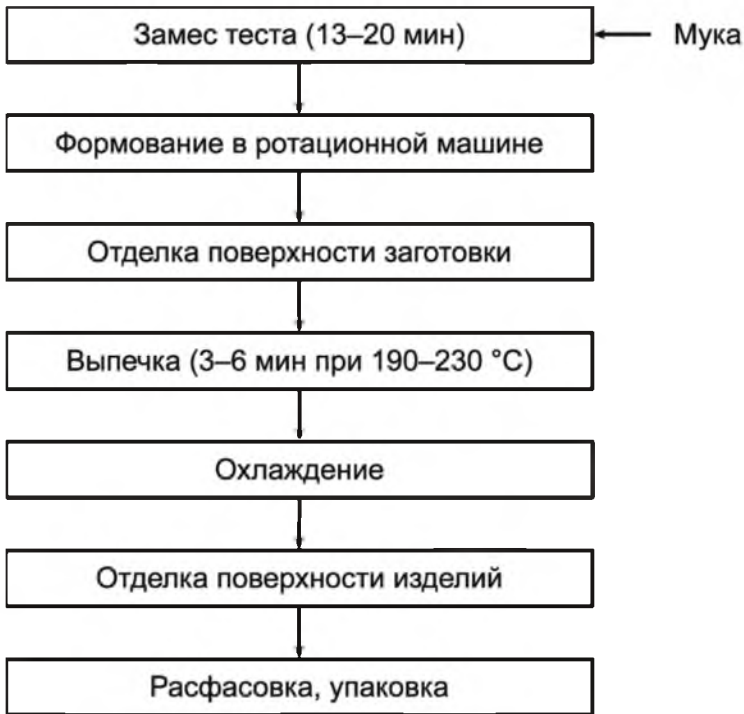 Замес теста (13–20 мин)
Мука
Формование в ротационной машине
Отделка поверхности заготовки
Выпечка (3–6 мин при 190–230 °C)
Охлаждение
Отделка поверхности изделий
Расфасовка, упаковка